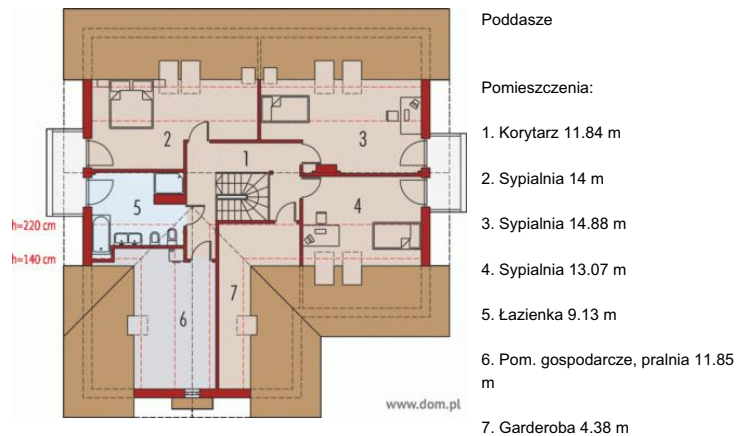 Poddasze
Pomieszczenia:
1. Korytarz 11.84 m
2. Sypialnia 14 m
3. Sypialnia 14.88 m
4. Sypialnia 13.07 m
5. Łazienka 9.13 m
6. Pom. gospodarcze, pralnia 11.85
m
7. Garderoba 4.38 m
2
3
1
5
4
h=220 cm
h=140 cm
6
7
www.dom.pl